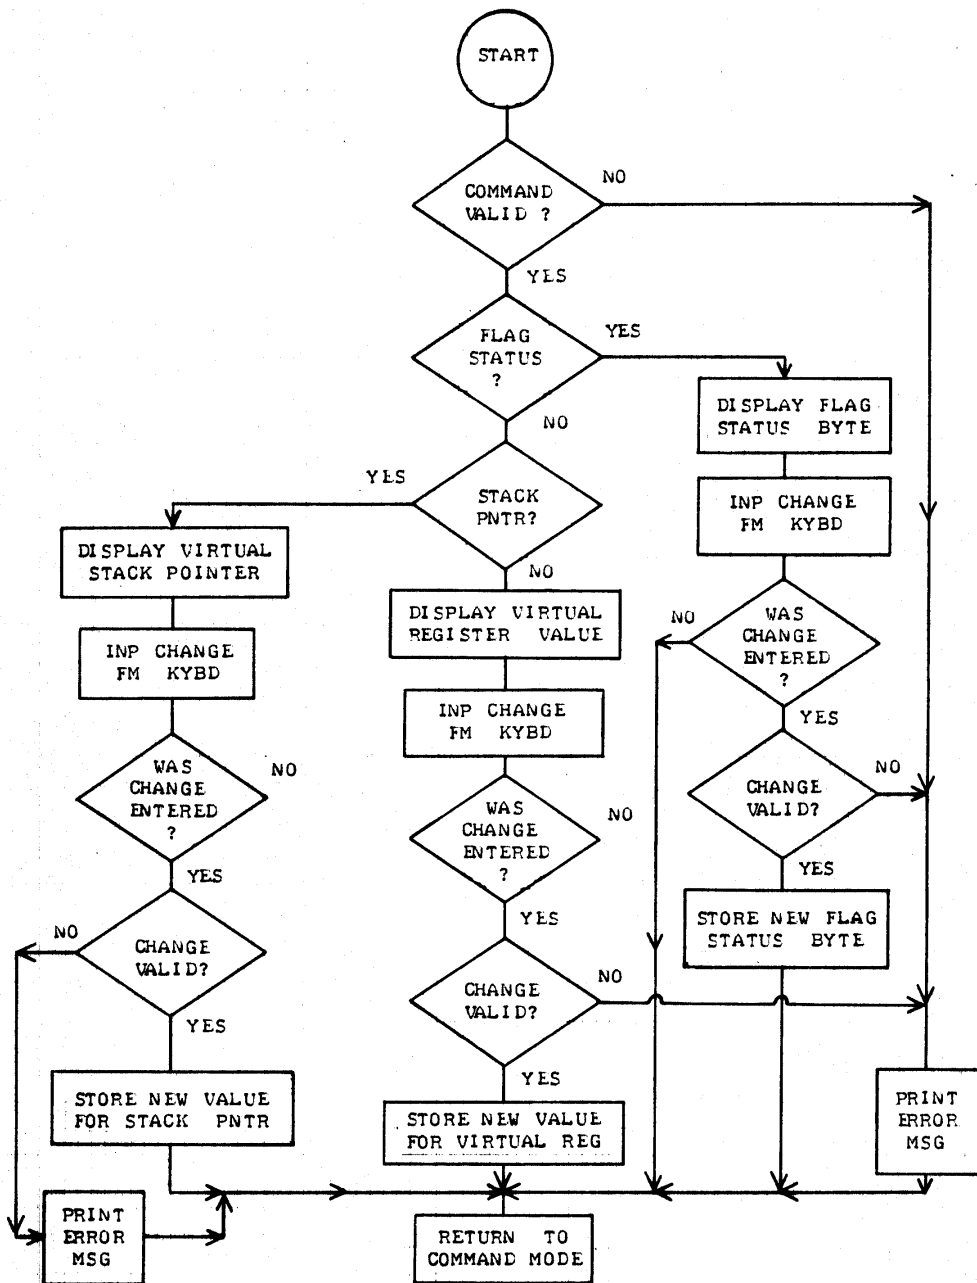 START
COMMAND
VALID ?
NO
YES
FLAG
STATUS
?
YES
NO
DISPLAY FLAG
STATUS BYTE
YES
STACK
PNTR?
INP CHANGE
FM KYBD
DISPLAY VIRTUAL
STACK POINTER
NO
DISPLAY VIRTUAL
REGISTER VALUE
NO
WAS
CHANGE
ENTERED
?
INP CHANGE
FM KYBD
INP CHANGE
FM KYBD
YES
WAS
CHANGE
ENTERED
?
NO
CHANGE
VALID?
NO
WAS
CHANGE
ENTERED
?
NO
YES
YES
STORE NEW FLAG
STATUS BYTE
YES
NO
CHANGE
VALID?
CHANGE
VALID?
NO
YES
YES
STORE NEW VALUE
FOR STACK PNTR
STORE NEW VALUE
FOR VIRTUAL REG
PRINT
ERROR
MSG
PRINT
ERROR
MSG
RETURN TO
COMMAND MODE